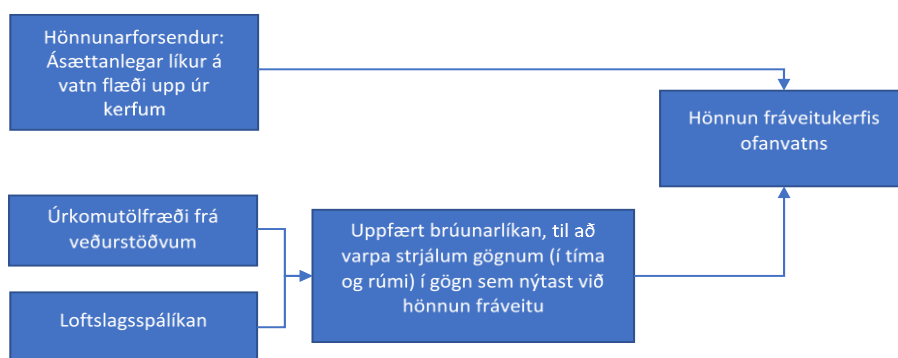 Hönnunarforsendur:
Ásættanlegar líkur á
vatn flæði upp úr
kerfum
Hönnun fráveitukerfis
ofanvatns
Úrkomutölfræði frá
veðurstöðvum
Uppfært brúunarlíkan, til að
varpa strjálum gögnum (í tíma
og rúmi) í gögn sem nýtast við
hönnun fráveitu
Loftslagsspálíkan